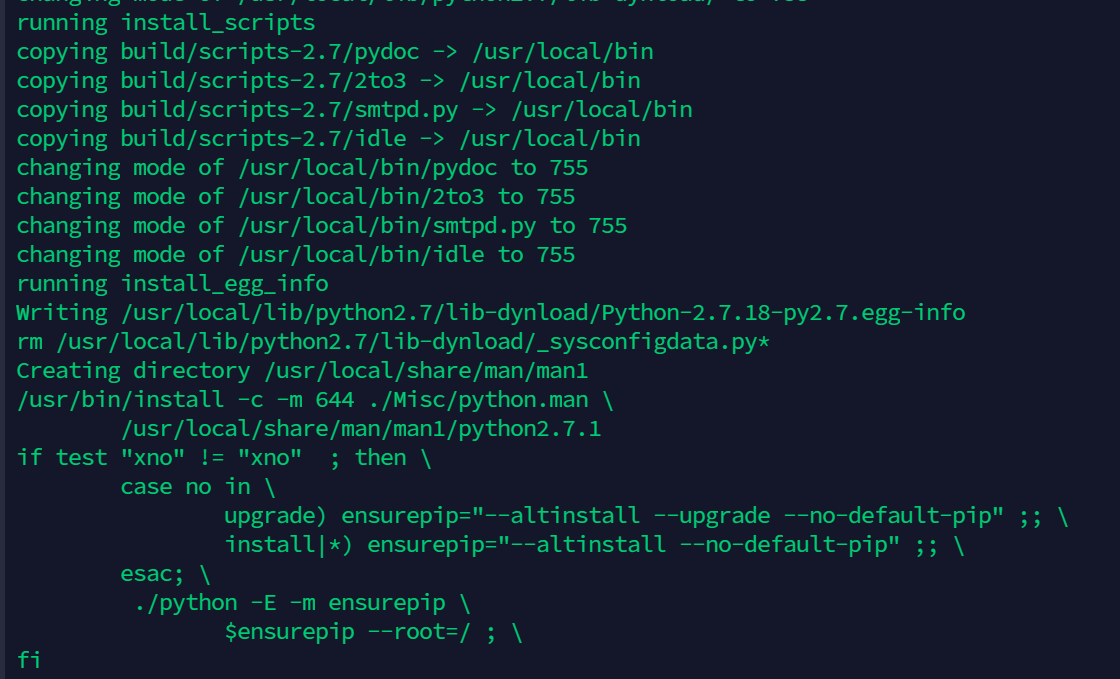 running install_scripts
copying build/scripts-2.7/pydoc -> /usr/local/bin
copying build/scripts-2.7/2to3 -> /usr/local/bin
copying build/scripts-2.7/smtpd.py -> /usr/local/bin
copying build/scripts-2.7/idle -> /usr/local/bin
changing mode of /usr/local/bin/pydoc to 755
changing mode of /usr/local/bin/2to3 to 755
changing mode of /usr/local/bin/smtpd.py to 755
changing mode of /usr/local/bin/idle to 755
running install_egg_info
Writing /usr/local/lib/python2.7/lib-dynload/Python-2.7.18-py2.7.egg-info
rm /usr/local/lib/python2.7/lib-dynload/_sysconfigdata.py*
Creating directory /usr/local/share/man/man1
/usr/bin/install -c -m 644 ./Misc/python.man \
        /usr/local/share/man/man1/python2.7.1
if test "xno" != "xno"  ; then \
        case no in \
                upgrade) ensurepip="--altinstall --upgrade --no-default-pip" ;; \
                install|*) ensurepip="--altinstall --no-default-pip" ;; \
        esac; \
         ./python -E -m ensurepip \
                $ensurepip --root=/ ; \
fi